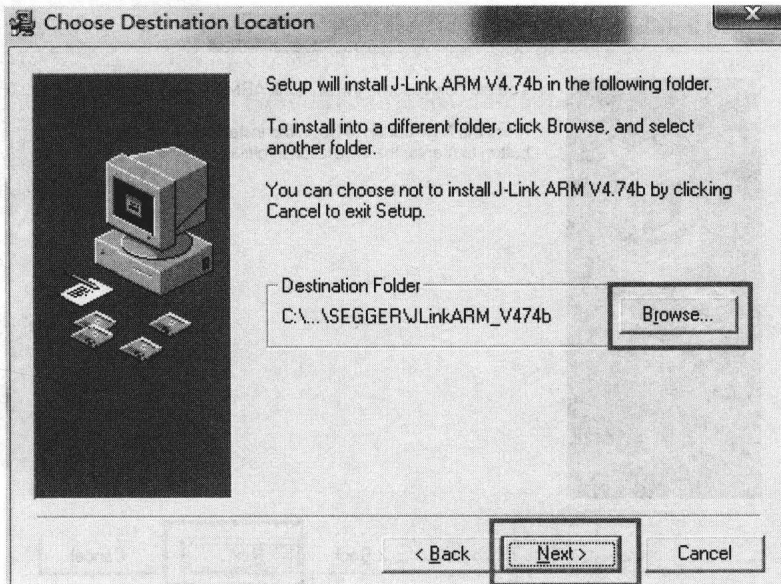 Choose Destination Location
Setup will install J-Link ARM V4.74b in the following folder.
To install into a different folder, click Browse, and select
another folder.
You can choose not to install J-Link ARM V4.74b by clicking
Cancel to exit Setup.
Destination Folder
C:\...\SEGGER\JLinkARM_V474b
Browse...
< Back
Next >
Cancel